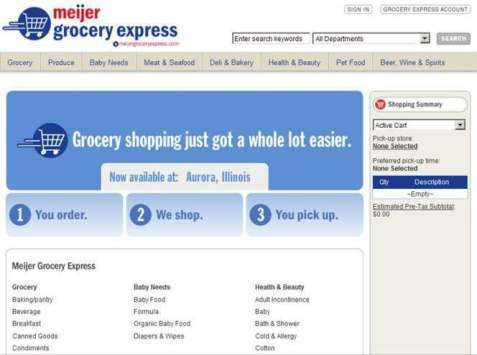 meijer
grocery express
meijergroceryexpress.com
SIGN IN
GROCERY EXPRESS ACCOUNT
Enter search keywords
All Departments
SEARCH
Grocery
Produce
Baby Needs
Meat & Seafood
Deli & Bakery
Health & Beauty
Pet Food
Beer, Wine & Spirits
Grocery shopping just got a whole lot easier.
Now available at: Aurora, Illinois
1 You order.
2 We shop.
3 You pick up.
Shopping Summary
Active Cart
Pick-up store:
None Selected
Preferred pick-up time:
None Selected
Qty Description
~Empty~
Estimated Pre-Tax Subtotal:
$0.00
Meijer Grocery Express
Grocery
Baking/pantry
Beverage
Breakfast
Canned Goods
Condiments
Baby Needs
Baby Food
Formula
Organic Baby Food
Diapers & Wipes
Health & Beauty
Adult Incontinence
Baby
Bath & Shower
Cold & Allergy
Cotton